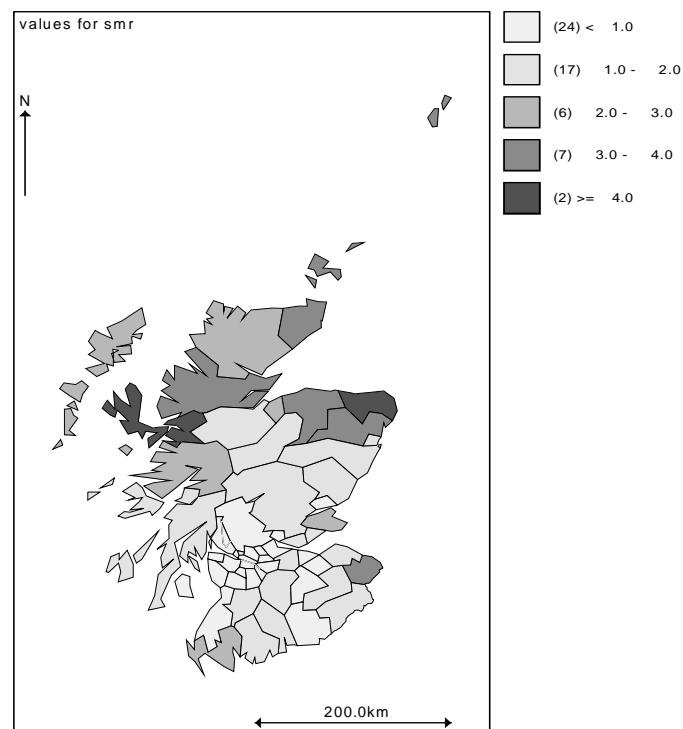 values for smr
N
(24) < 1.0
(17) 1.0 - 2.0
(6) 2.0 - 3.0
(7) 3.0 - 4.0
(2) >= 4.0
200.0km